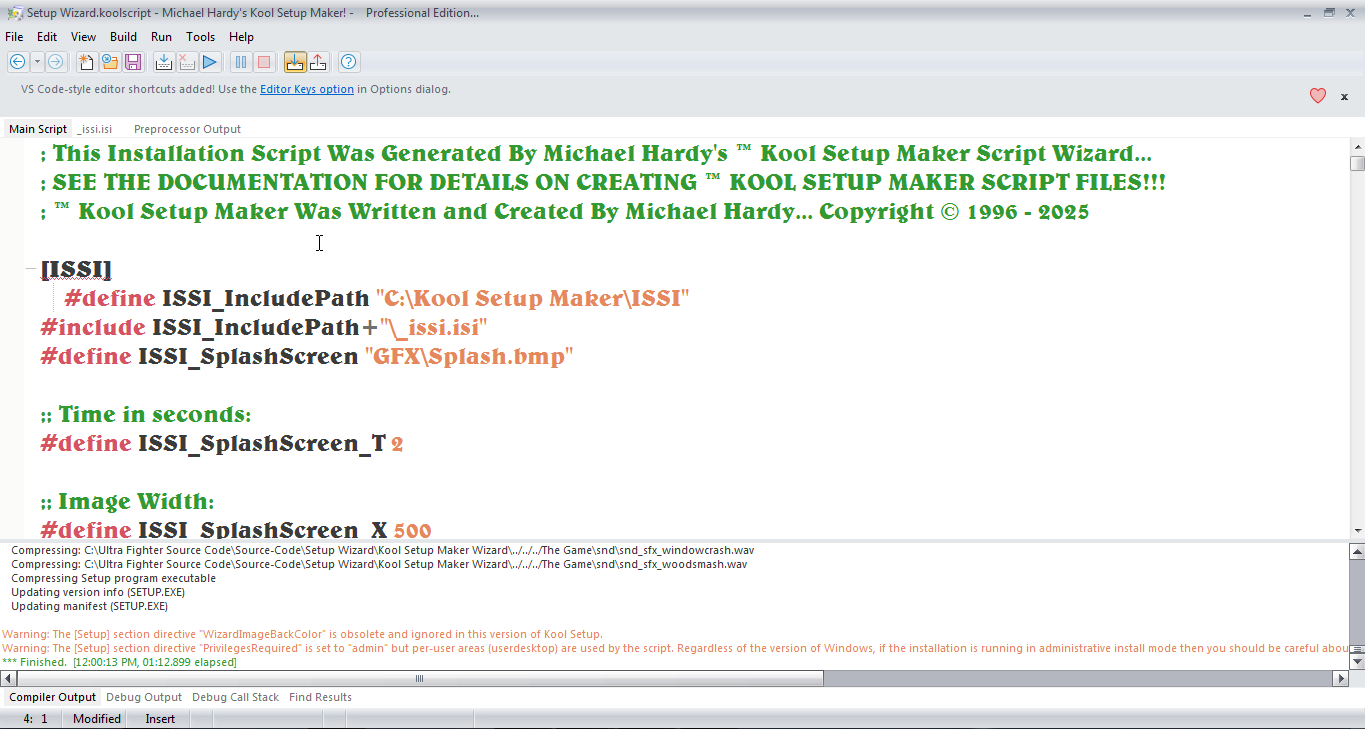 Setup Wizard.koolscript - Michael Hardy's Kool Setup Maker! -    Professional Edition...
File Edit View Build Run Tools Help
VS Code-style editor shortcuts added! Use the Editor Keys option in Options dialog.
x
Main Script _issi.isi Preprocessor Output
; This Installation Script Was Generated By Michael Hardy's ™ Kool Setup Maker Script Wizard...
; SEE THE DOCUMENTATION FOR DETAILS ON CREATING ™ KOOL SETUP MAKER SCRIPT FILES!!!
; ™ Kool Setup Maker Was Written and Created By Michael Hardy... Copyright © 1996 - 2025
[ISSI]
#define ISSI_IncludePath "C:\Kool Setup Maker\ISSI"
#include ISSI_IncludePath+"\_issi.isi"
#define ISSI_SplashScreen "GFX\Splash.bmp"
;; Time in seconds:
#define ISSI_SplashScreen_T 2
;; Image Width:
#define ISSI_SplashScreen_X 500
Compressing: C:\Ultra Fighter Source Code\Source-Code\Setup Wizard\Kool Setup Maker Wizard\../../../The Game\snd\snd_sfx_windowcrash.wav
Compressing: C:\Ultra Fighter Source Code\Source-Code\Setup Wizard\Kool Setup Maker Wizard\../../../The Game\snd\snd_sfx_woodsmash.wav
Compressing Setup program executable
Updating version info (SETUP.EXE)
Updating manifest (SETUP.EXE)
Warning: The [Setup] section directive "WizardImageBackColor" is obsolete and ignored in this version of Kool Setup.
Warning: The [Setup] section directive "PrivilegesRequired" is set to "admin" but per-user areas (userdesktop) are used by the script. Regardless of the version of Windows, if the installation is running in administrative install mode then you should be careful abou
*** Finished.  [12:00:13 PM, 01:12.899 elapsed]
Compiler Output Debug Output Debug Call Stack Find Results
4: 1 Modified Insert